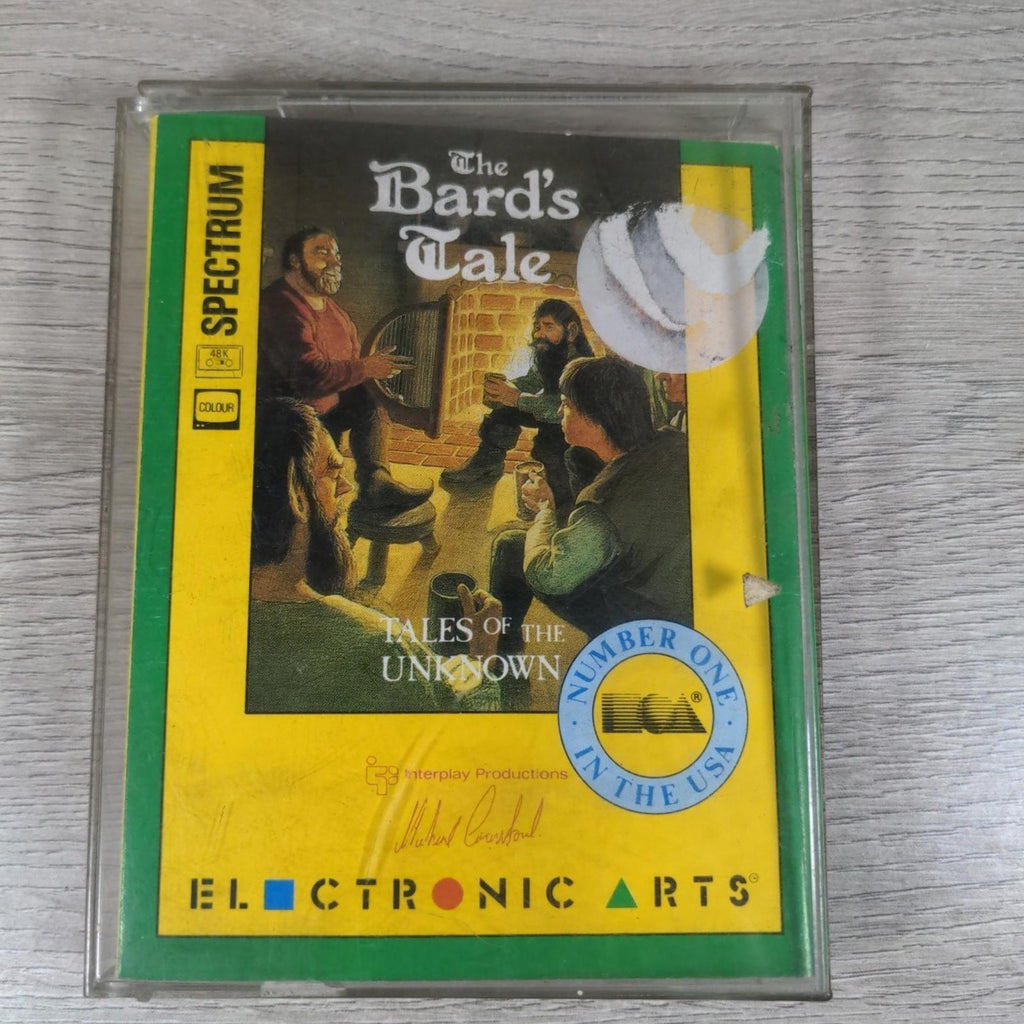 The
Bard's
Tale
SPECTRUM
48K
COLOUR
TALES OF THE
UNKNOWN
NUMBER ONE
IN THE USA
ECA®
Interplay Productions
ELECTRONIC ARTS